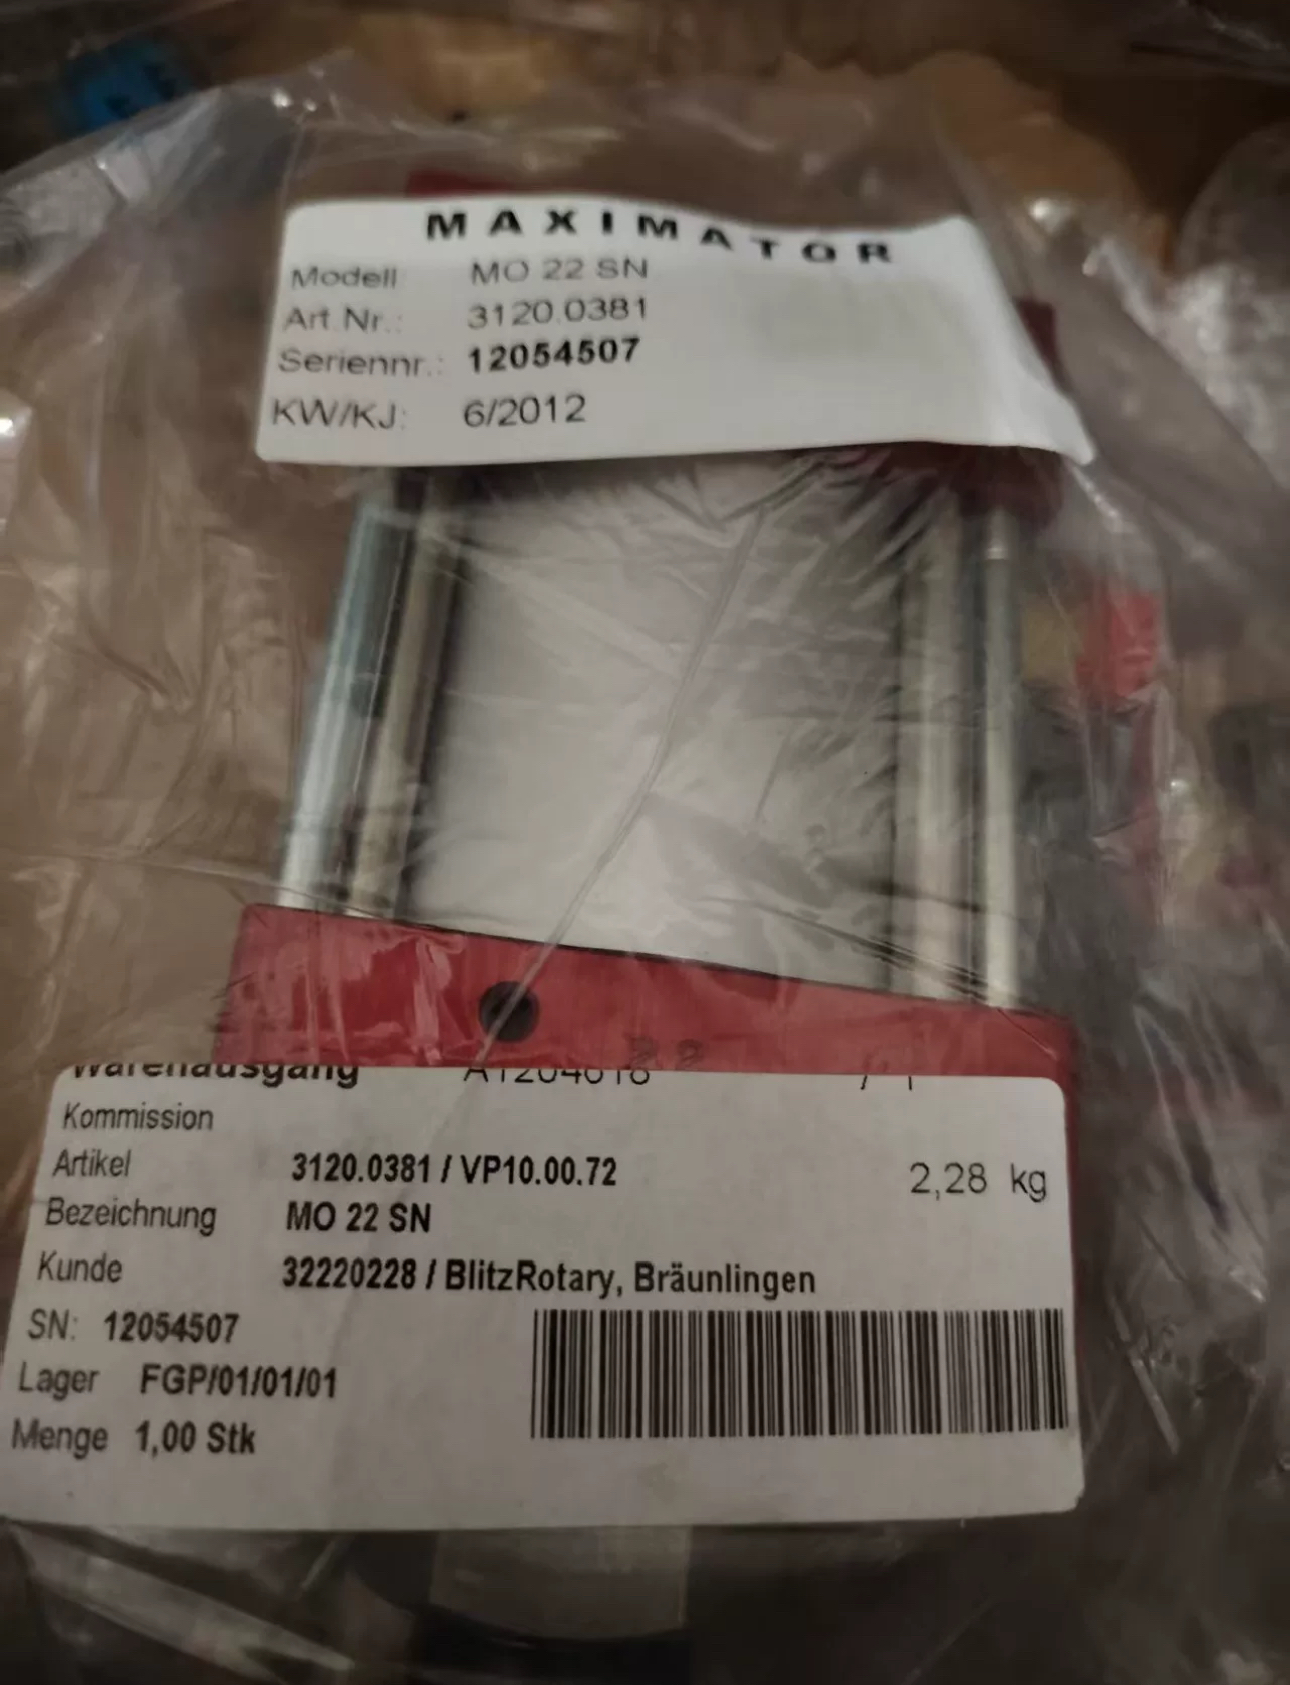 MAXIMATOR
Modell MO 22 SN
Art.Nr.: 3120.0381
Seriennr.: 12054507
KW/KJ: 6/2012
Warenausgang
Kommission
Artikel 3120.0381 / VP10.00.72 2,28 kg
Bezeichnung MO 22 SN
Kunde 32220228 / BlitzRotary, Bräunlingen
SN: 12054507
Lager FGP/01/01/01
Menge 1,00 Stk